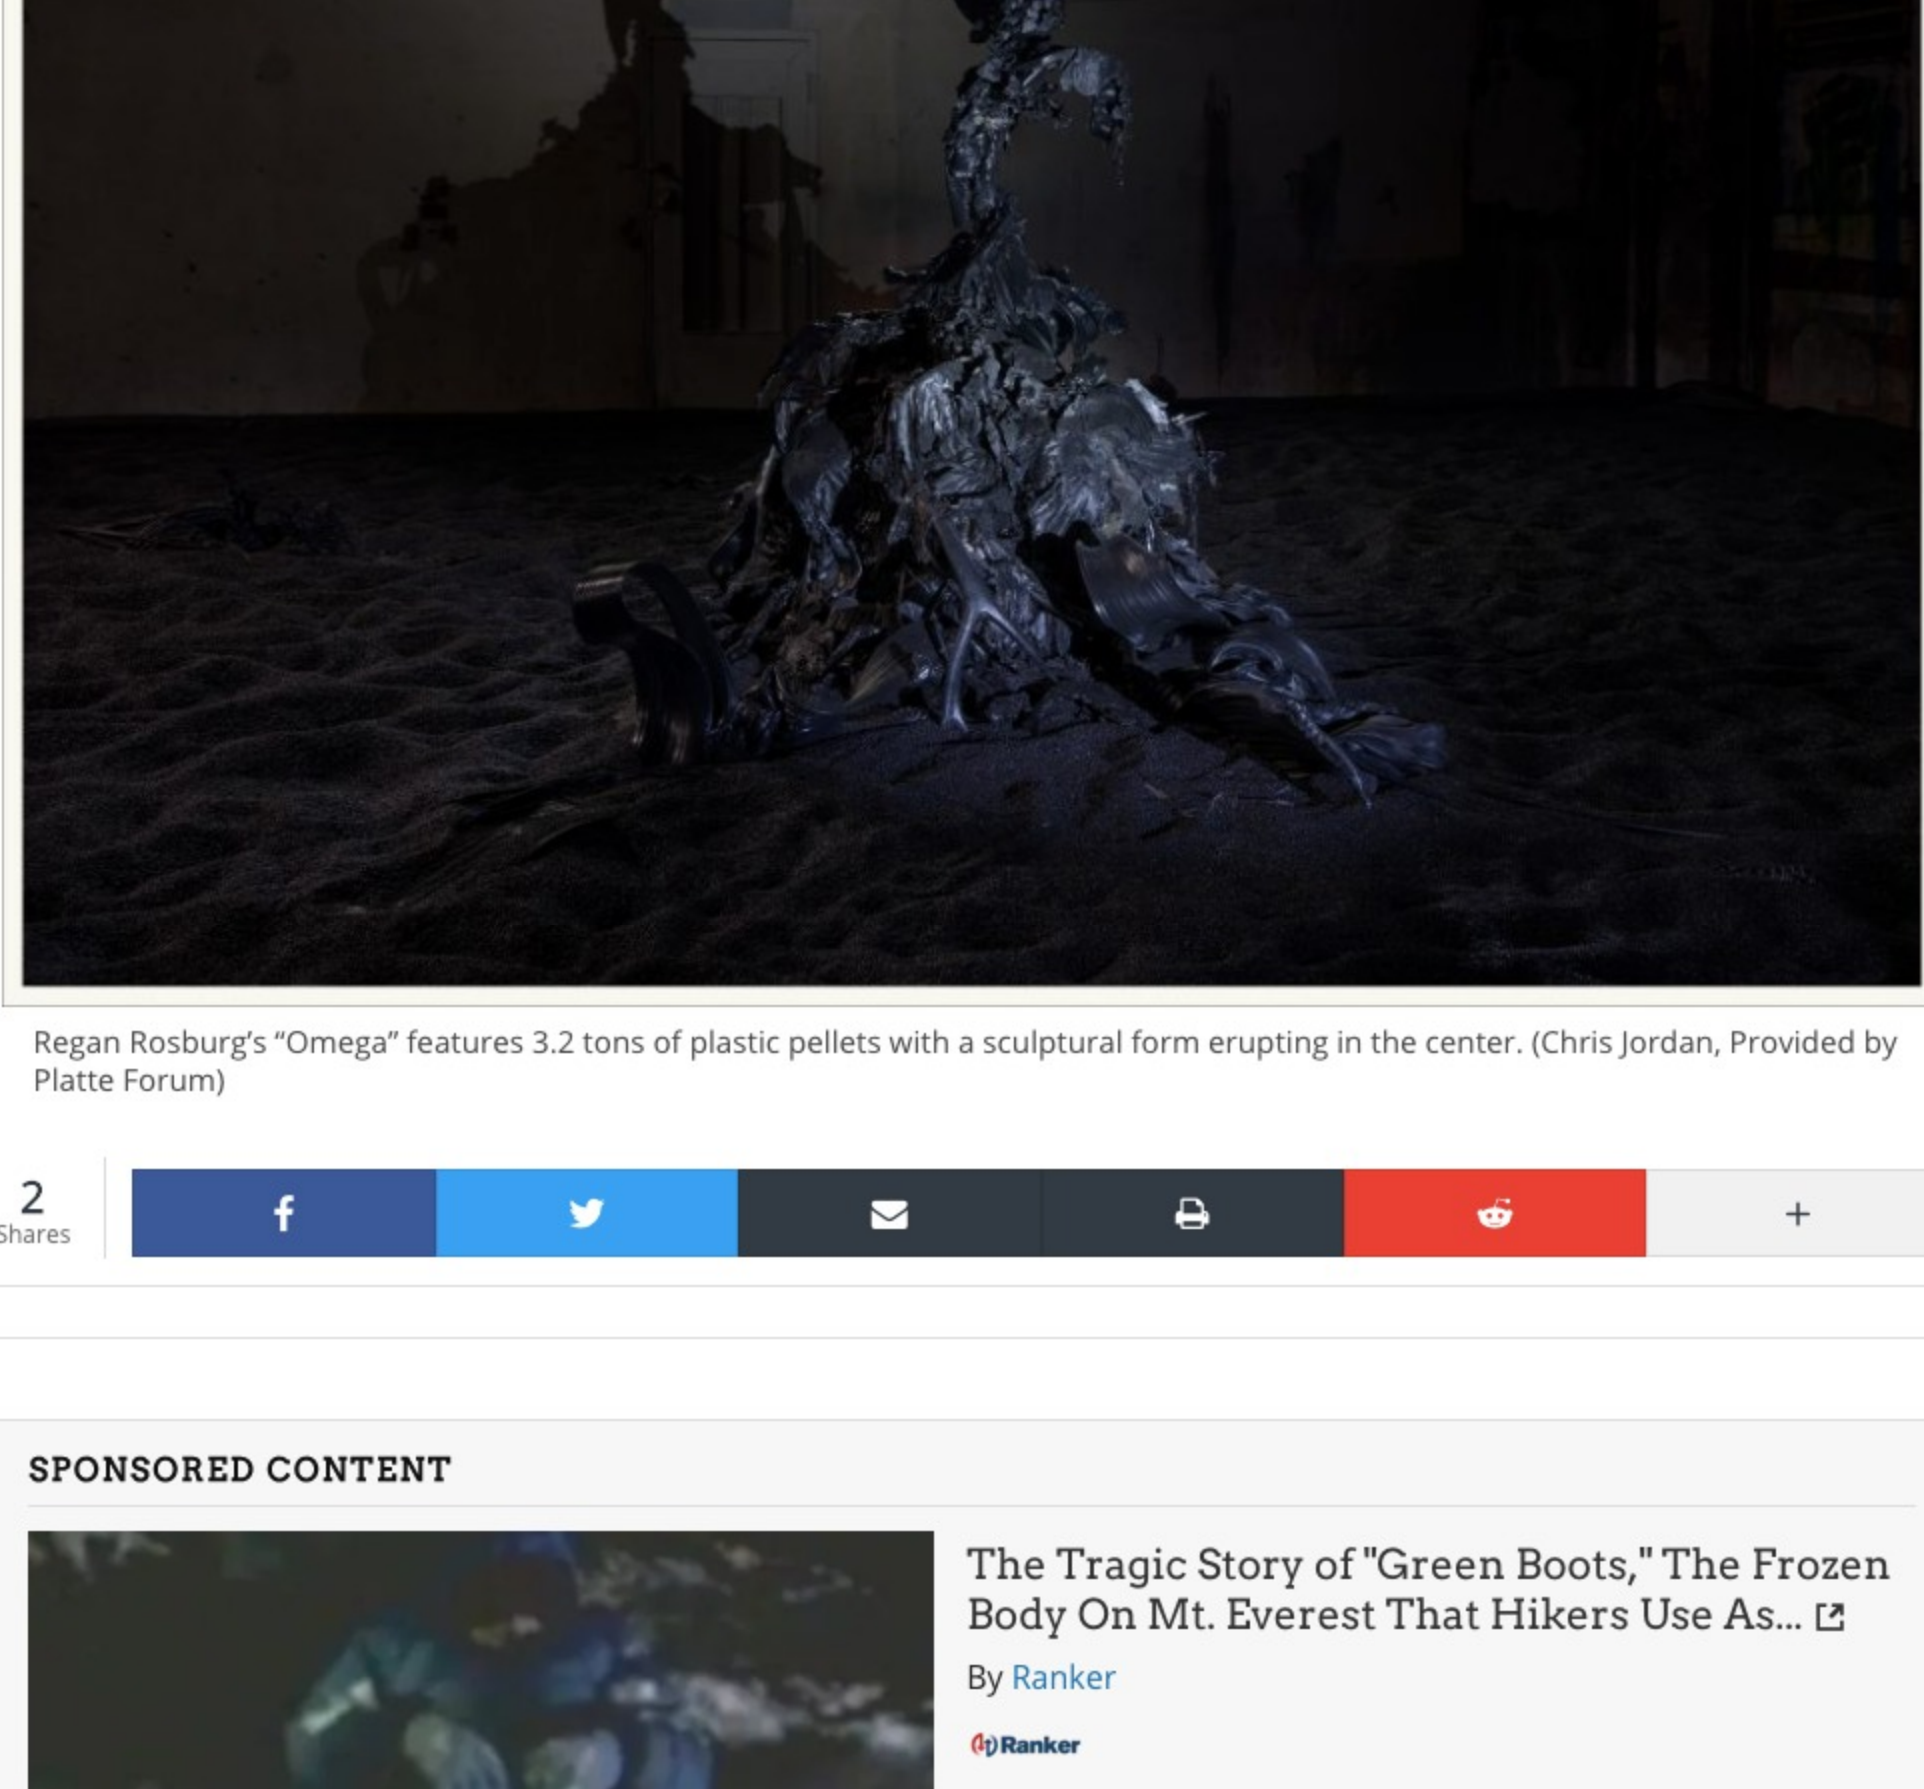 Regan Rosburg’s “Omega” features 3.2 tons of plastic pellets with a sculptural form erupting in the center. (Chris Jordan, Provided by
Platte Forum)
2
Shares
SPONSORED CONTENT
The Tragic Story of "Green Boots," The Frozen
Body On Mt. Everest That Hikers Use As...
By Ranker
Ranker